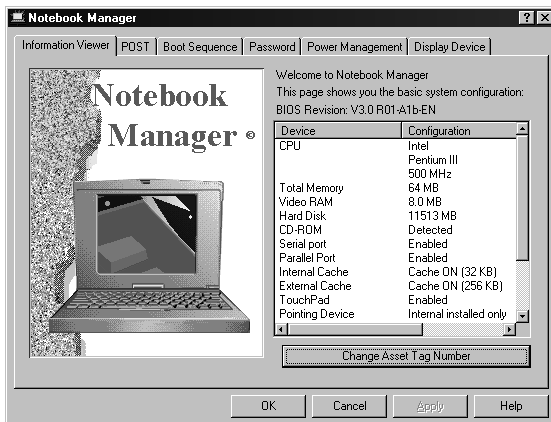 Notebook Manager
Information Viewer POST Boot Sequence Password Power Management Display Device
Notebook
Manager ©
Welcome to Notebook Manager
This page shows you the basic system configuration:
BIOS Revision: V3.0 R01-A1b-EN
Device Configuration
CPU Intel
Pentium III
500 MHz
Total Memory 64 MB
Video RAM 8.0 MB
Hard Disk 11513 MB
CD-ROM Detected
Serial port Enabled
Parallel Port Enabled
Internal Cache Cache ON (32 KB)
External Cache Cache ON (256 KB)
TouchPad Enabled
Pointing Device Internal installed only
Change Asset Tag Number
OK Cancel Apply Help